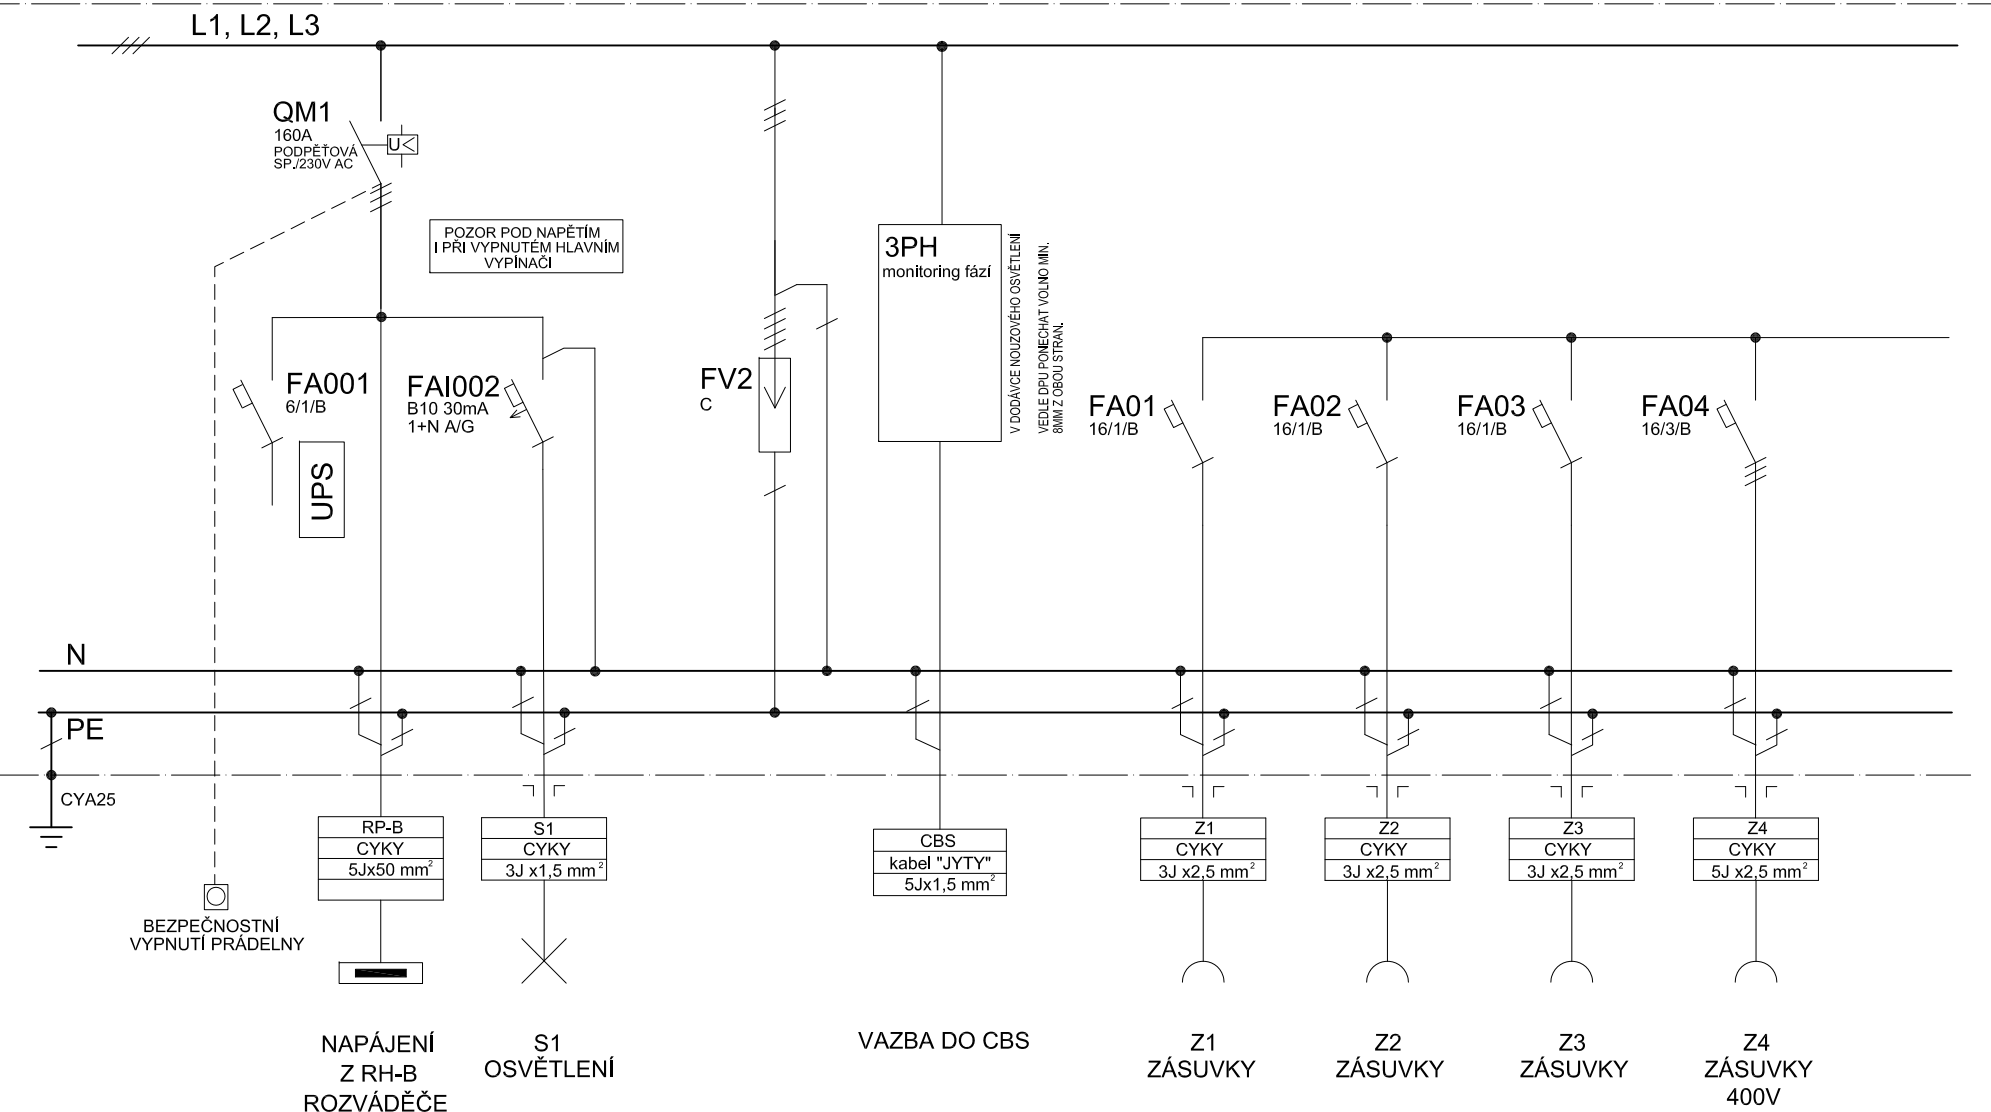 L1, L2, L3
QM1
160A
PODPĚŤOVÁ
SP./230V AC
U<
POZOR POD NAPĚTÍM
I PŘI VYPNUTÉM HLAVNÍM
VYPÍNAČI
FA001
6/1/B
UPS
FAI002
B10 30mA
1+N A/G
FV2
C
3PH
monitoring fází
V DODÁVCE NOUZOVÉHO OSVĚTLENÍ
VEDLE DPU PONECHAT VOLNO MIN.
8MM Z OBOU STRAN.
FA01
16/1/B
FA02
16/1/B
FA03
16/1/B
FA04
16/3/B
N
PE
CYA25
BEZPEČNOSTNÍ
VYPNUTÍ PRÁDELNY
RP-B
CYKY
5Jx50 mm²
S1
CYKY
3J x1,5 mm²
CBS
kabel "JYTY"
5Jx1,5 mm²
Z1
CYKY
3J x2,5 mm²
Z2
CYKY
3J x2,5 mm²
Z3
CYKY
3J x2,5 mm²
Z4
CYKY
5J x2,5 mm²
NAPÁJENÍ
Z RH-B
ROZVÁDĚČE
S1
OSVĚTLENÍ
VAZBA DO CBS
Z1
ZÁSUVKY
Z2
ZÁSUVKY
Z3
ZÁSUVKY
Z4
ZÁSUVKY
400V